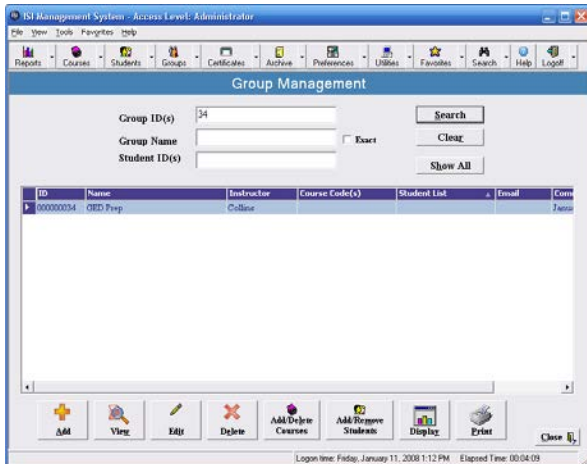 ISI Management System - Access Level: Administrator
File View Tools Favorites Help
Reports Courses Students Groups Certificates Archive Preferences Utilities Favorites Search Help Logoff
Group Management
Group ID(s) 34 Search
Group Name Exact Clear
Student ID(s) Show All
ID Name Instructor Course Code(s) Student List Email Com
000000034 GED Prep Collins Janua
Add View Edit Delete Add/Delete Courses Add/Remove Students Display Print
Close
Logon time: Friday, January 11, 2008 1:12 PM Elapsed Time: 00:04:09